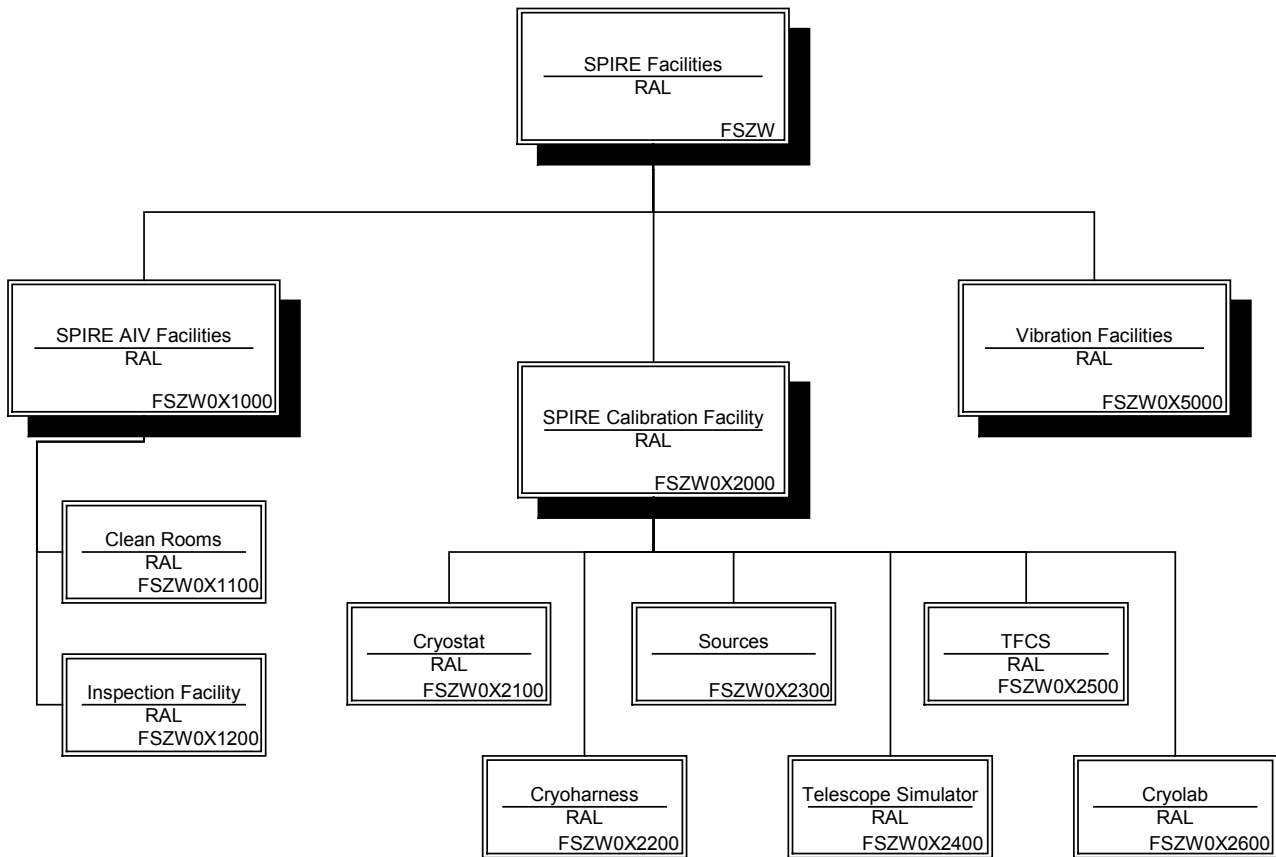 SPIRE Facilities
RAL
FSZW
SPIRE AIV Facilities
RAL
FSZW0X1000
Vibration Facilities
RAL
FSZW0X5000
SPIRE Calibration Facility
RAL
FSZW0X2000
Clean Rooms
RAL
FSZW0X1100
Inspection Facility
RAL
FSZW0X1200
Cryostat
RAL
FSZW0X2100
Sources
FSZW0X2300
TFCS
RAL
FSZW0X2500
Cryoharness
RAL
FSZW0X2200
Telescope Simulator
RAL
FSZW0X2400
Cryolab
RAL
FSZW0X2600